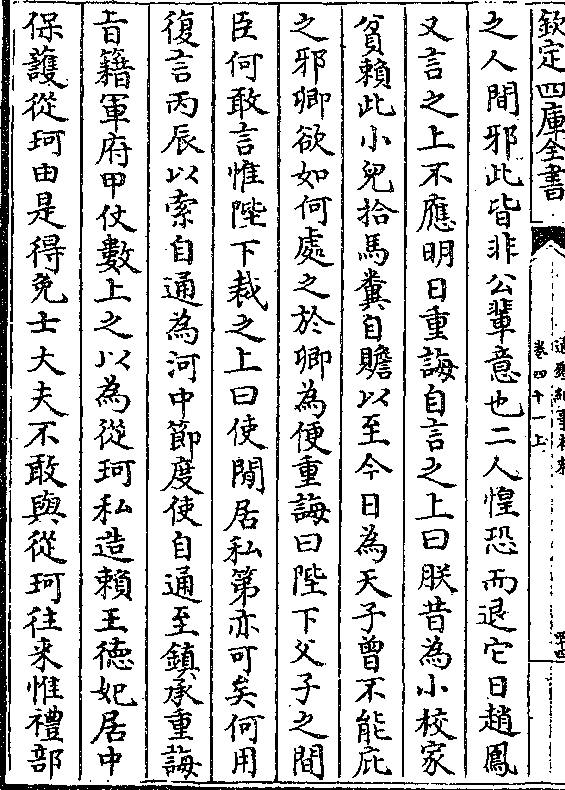 欽定四庫全書
卷四十一上
之人間邪此皆非公輩意也二人惶恐而退它日趙鳳
又言之上不應明日重誨自言之上曰朕昔為小校家
貧賴此小兒拾馬糞自贍以至今日為天子曾不能庇
之邪卿欲如何處之於卿為便重誨曰陛下父子之間
臣何敢言惟陛下裁之上曰使閒居私第亦可矣何用
復言丙辰以索自通為河中節度使自通至鎮承重誨
旨籍軍府甲仗數上之以為從珂私造賴王德妃居中
保護從珂由是得免士大夫不敢與從珂往来惟禮部